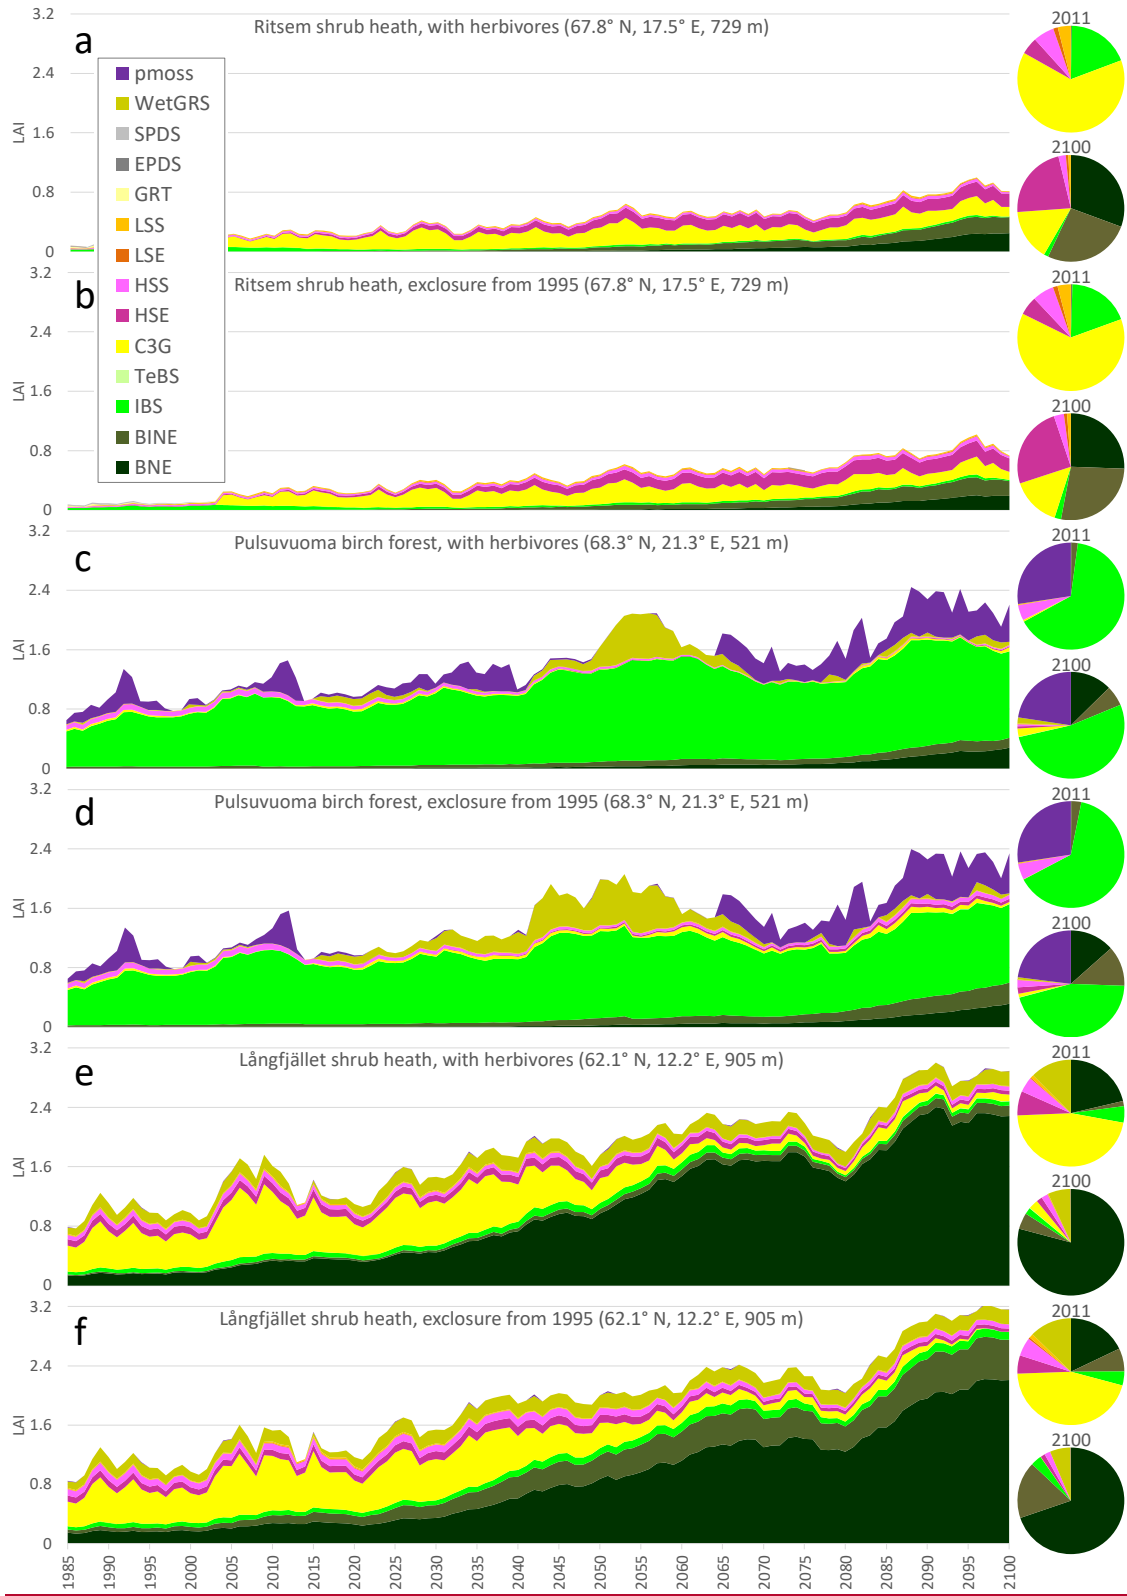 3.2
Ritsem shrub heath, with herbivores (67.8° N, 17.5° E, 729 m)
2011
a
pmoss
WetGRS
SPDS
EPDS
GRT
LSS
LSE
HSS
HSE
C3G
TeBS
IBS
BINE
BNE
2.4
LAI
1.6
2100
0.8
0
3.2
Ritsem shrub heath, exclosure from 1995 (67.8° N, 17.5° E, 729 m)
2011
b
2.4
LAI
1.6
2100
0.8
0
3.2
Pulsuvuoma birch forest, with herbivores (68.3° N, 21.3° E, 521 m)
2011
c
2.4
LAI
1.6
2100
0.8
0
3.2
Pulsuvuoma birch forest, exclosure from 1995 (68.3° N, 21.3° E, 521 m)
2011
d
2.4
LAI
1.6
2100
0.8
0
3.2
Långfjället shrub heath, with herbivores (62.1° N, 12.2° E, 905 m)
2011
e
2.4
LAI
1.6
2100
0.8
0
3.2
Långfjället shrub heath, exclosure from 1995 (62.1° N, 12.2° E, 905 m)
2011
f
2.4
LAI
1.6
2100
0.8
0
1985 1990 1995 2000 2005 2010 2015 2020 2025 2030 2035 2040 2045 2050 2055 2060 2065 2070 2075 2080 2085 2090 2095 2100